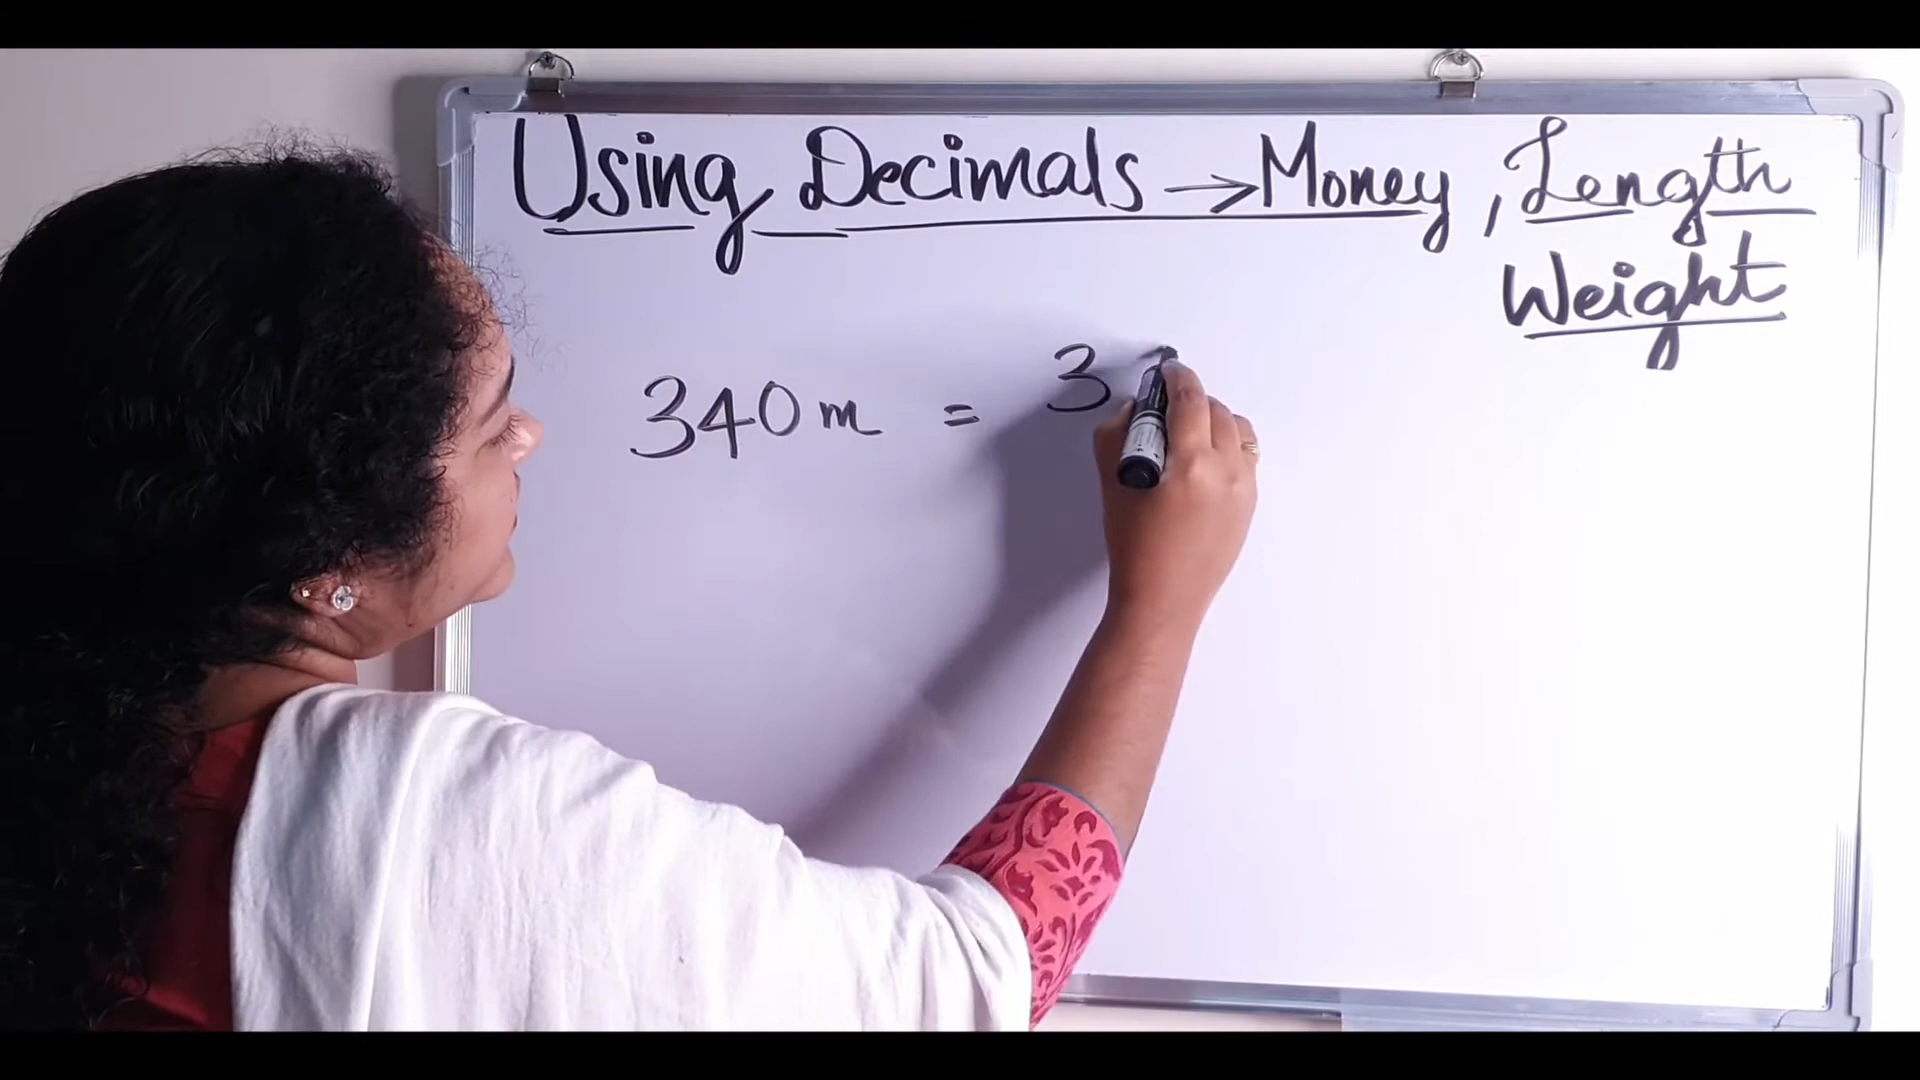 Using Decimals → Money, Length
Weight
340 m = 3